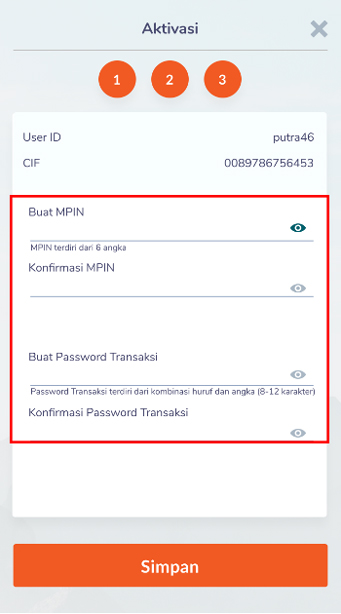 Aktivasi
1 2 3
User ID putra46
CIF 0089786756453
Buat MPIN
MPIN terdiri dari 6 angka
Konfirmasi MPIN
Buat Password Transaksi
Password Transaksi terdiri dari kombinasi huruf dan angka (8-12 karakter)
Konfirmasi Password Transaksi
Simpan